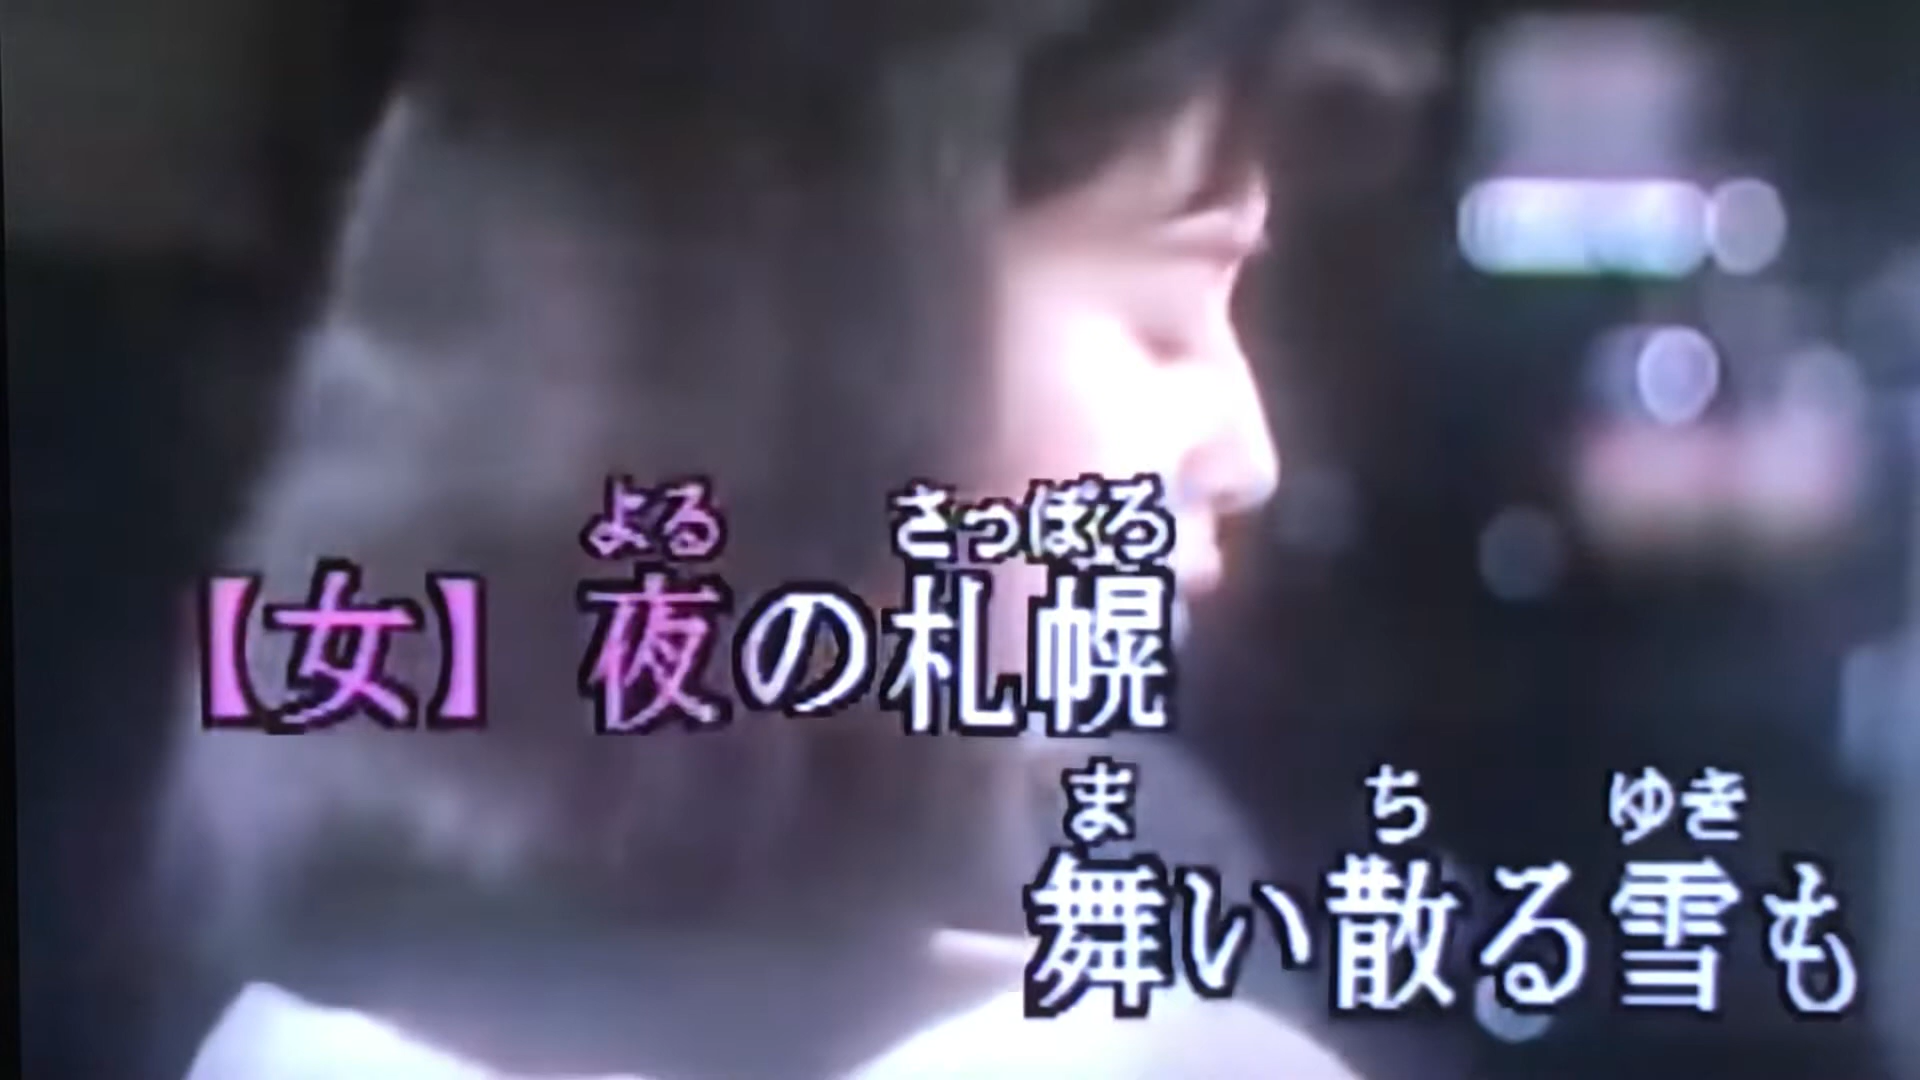 よる さっぽろ
【女】 夜の札幌
ま ち ゆき
舞い散る雪も